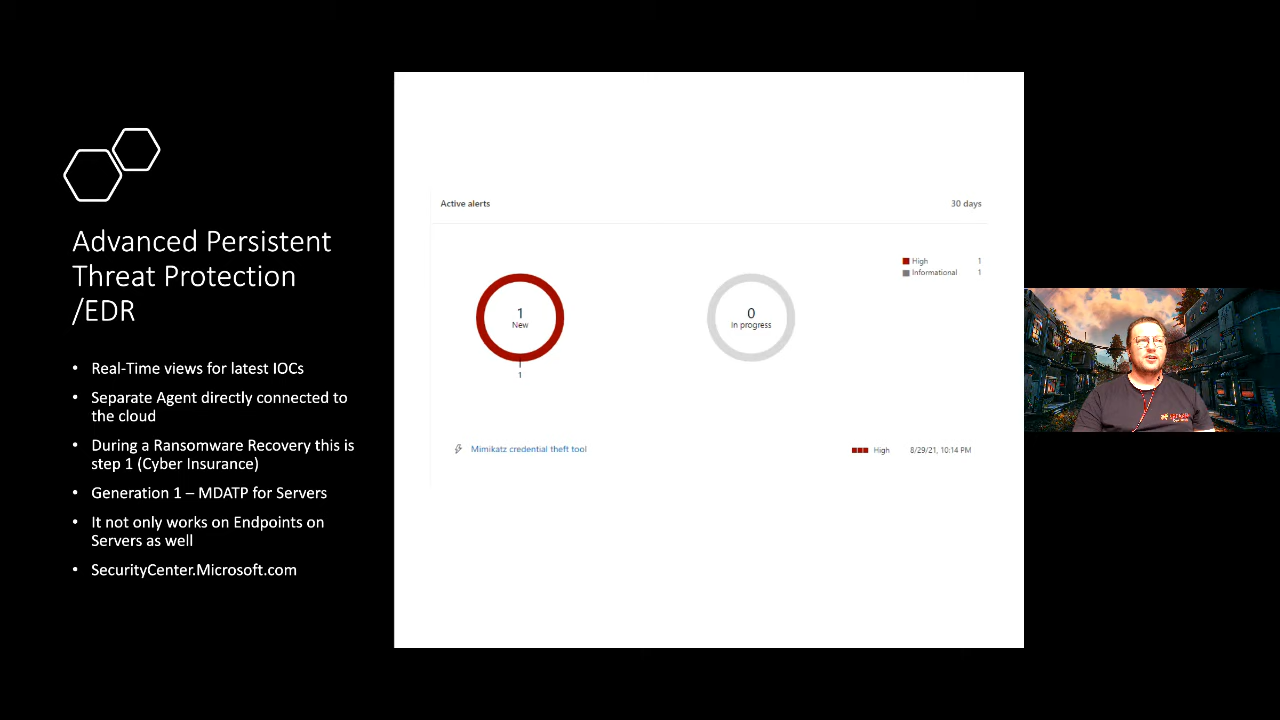 Advanced Persistent
Threat Protection
/EDR
• Real-Time views for latest IOCs
• Separate Agent directly connected to
the cloud
• During a Ransomware Recovery this is
step 1 (Cyber Insurance)
• Generation 1 – MDATP for Servers
• It not only works on Endpoints on
Servers as well
• SecurityCenter.Microsoft.com
Active alerts 30 days
High 1
Informational 1
1
New
1
0
In progress
Mimikatz credential theft tool High 8/29/21, 10:14 PM